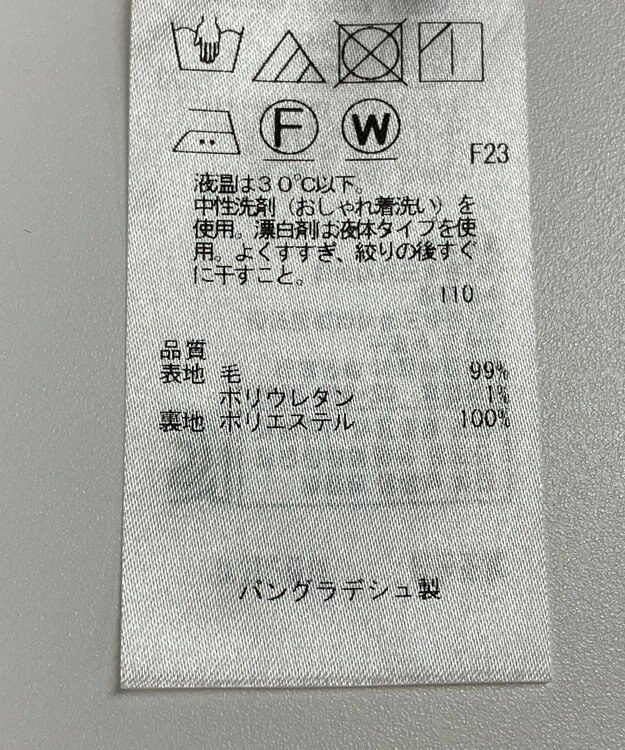 F W
F23
液温は30℃以下。
中性洗剤（おしゃれ着洗い）を
使用。漂白剤は液体タイプを使
用。よくすすぎ、絞りの後すぐ
に干すこと。
110
品質
表地 毛 99%
ポリウレタン 1%
裏地 ポリエステル 100%
バングラデシュ製